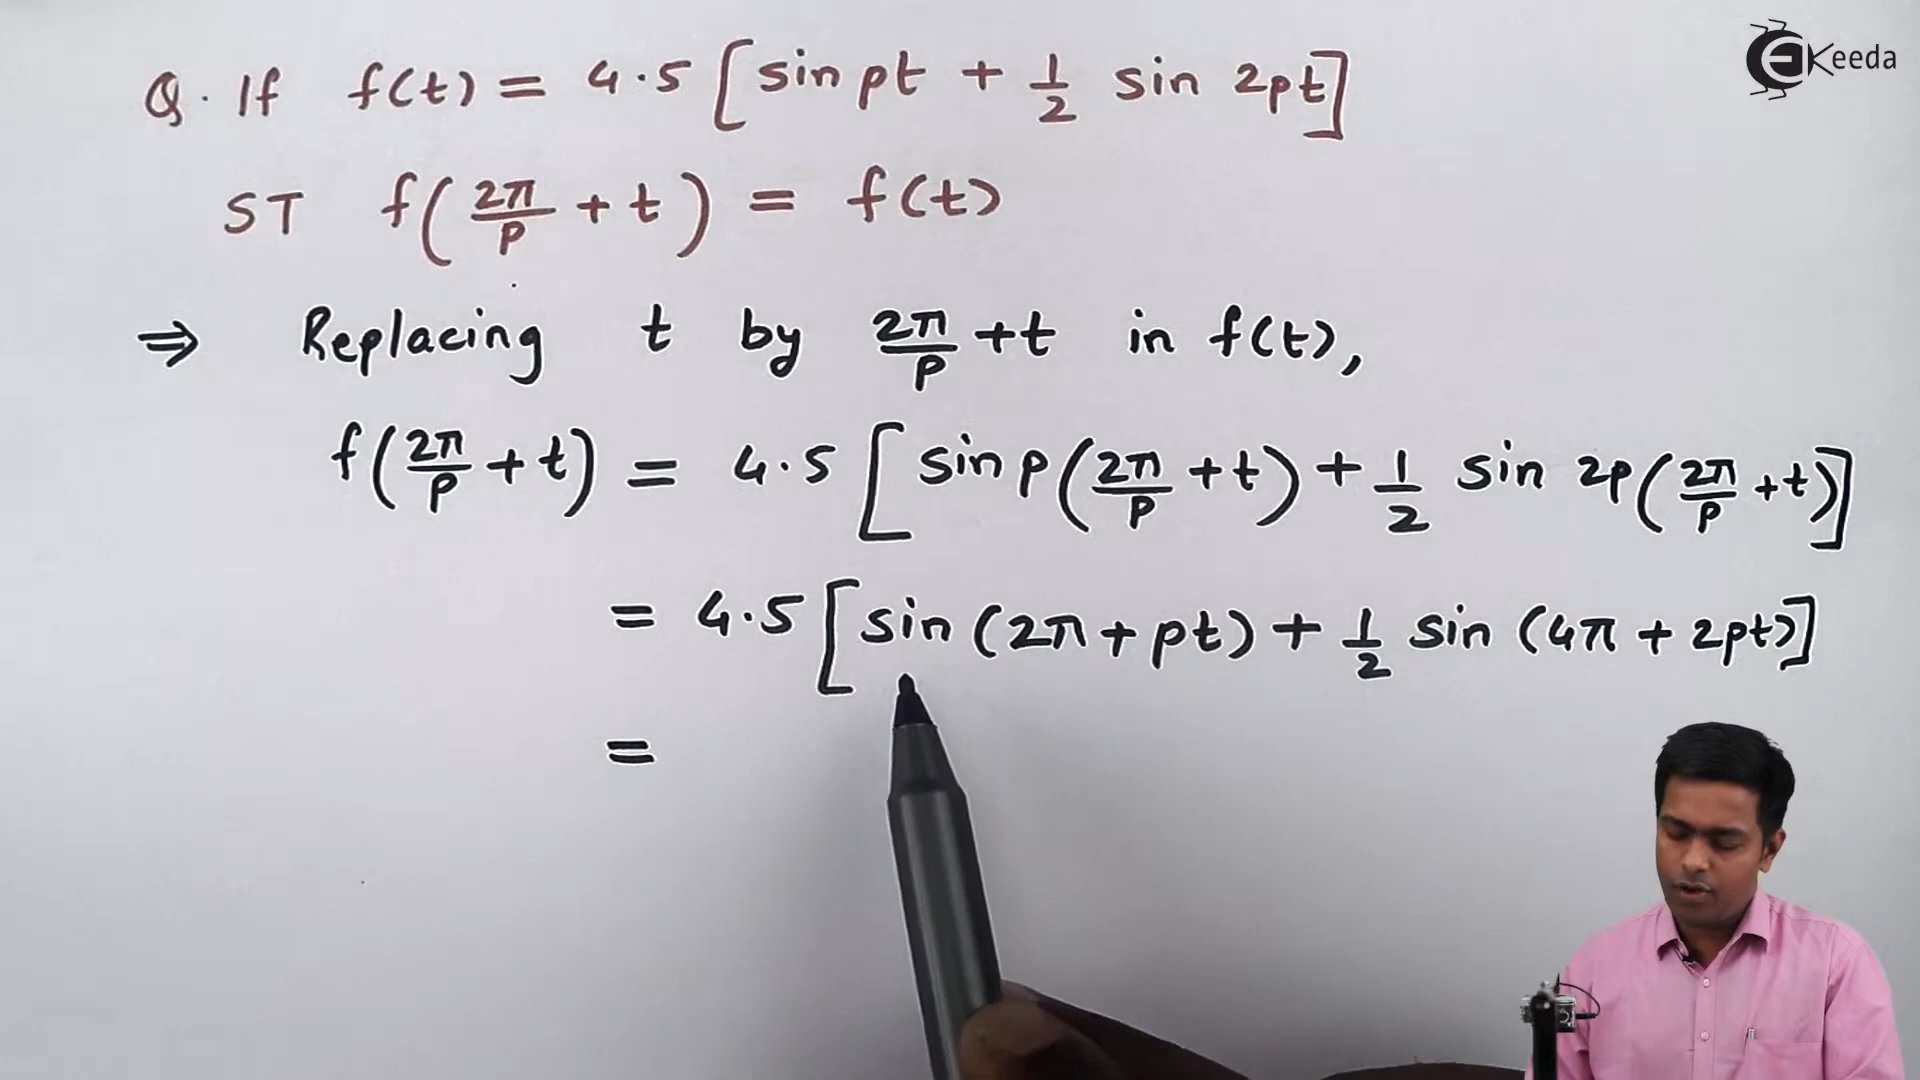 EKeeda
Q. If f(t) = 4.5 [sin pt + 1/2 sin 2pt]
ST f(2π/p + t) = f(t)
⇒ Replacing t by 2π/p + t in f(t),
f(2π/p + t) = 4.5 [sin p(2π/p + t) + 1/2 sin 2p(2π/p + t)]
= 4.5 [sin (2π + pt) + 1/2 sin (4π + 2pt)]
=